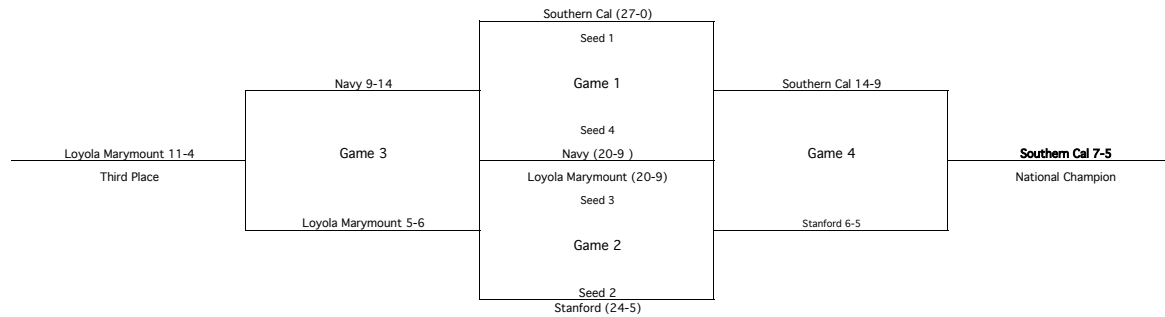 Southern Cal (27-0)
Seed 1
Navy 9-14
Game 1
Southern Cal 14-9
Seed 4
Loyola Marymount 11-4
Game 3
Navy (20-9 )
Game 4
Southern Cal 7-5
Third Place
Loyola Marymount (20-9)
National Champion
Seed 3
Loyola Marymount 5-6
Stanford 6-5
Game 2
Seed 2
Stanford (24-5)